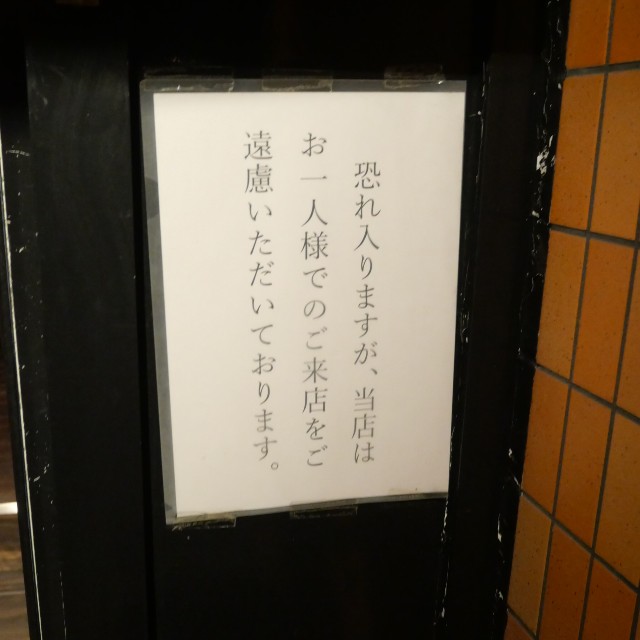 恐れ入りますが、当店は
お一人様でのご来店をご
遠慮いただいております。